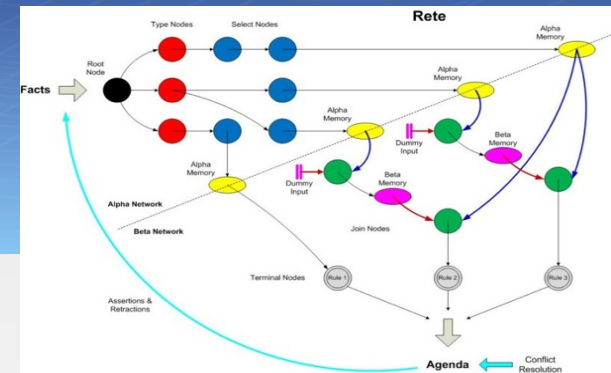 Rete
Type Nodes
Select Nodes
Alpha
Memory
Root
Node
Facts
Alpha
Memory
Alpha
Memory
Dummy
Input
Beta
Memory
Alpha
Memory
Dummy
Input
Beta
Memory
Alpha Network
Beta Network
Join Nodes
Terminal Nodes
Rule 1
Rule 2
Rule 3
Assertions &
Retractions
Agenda
Conflict
Resolution